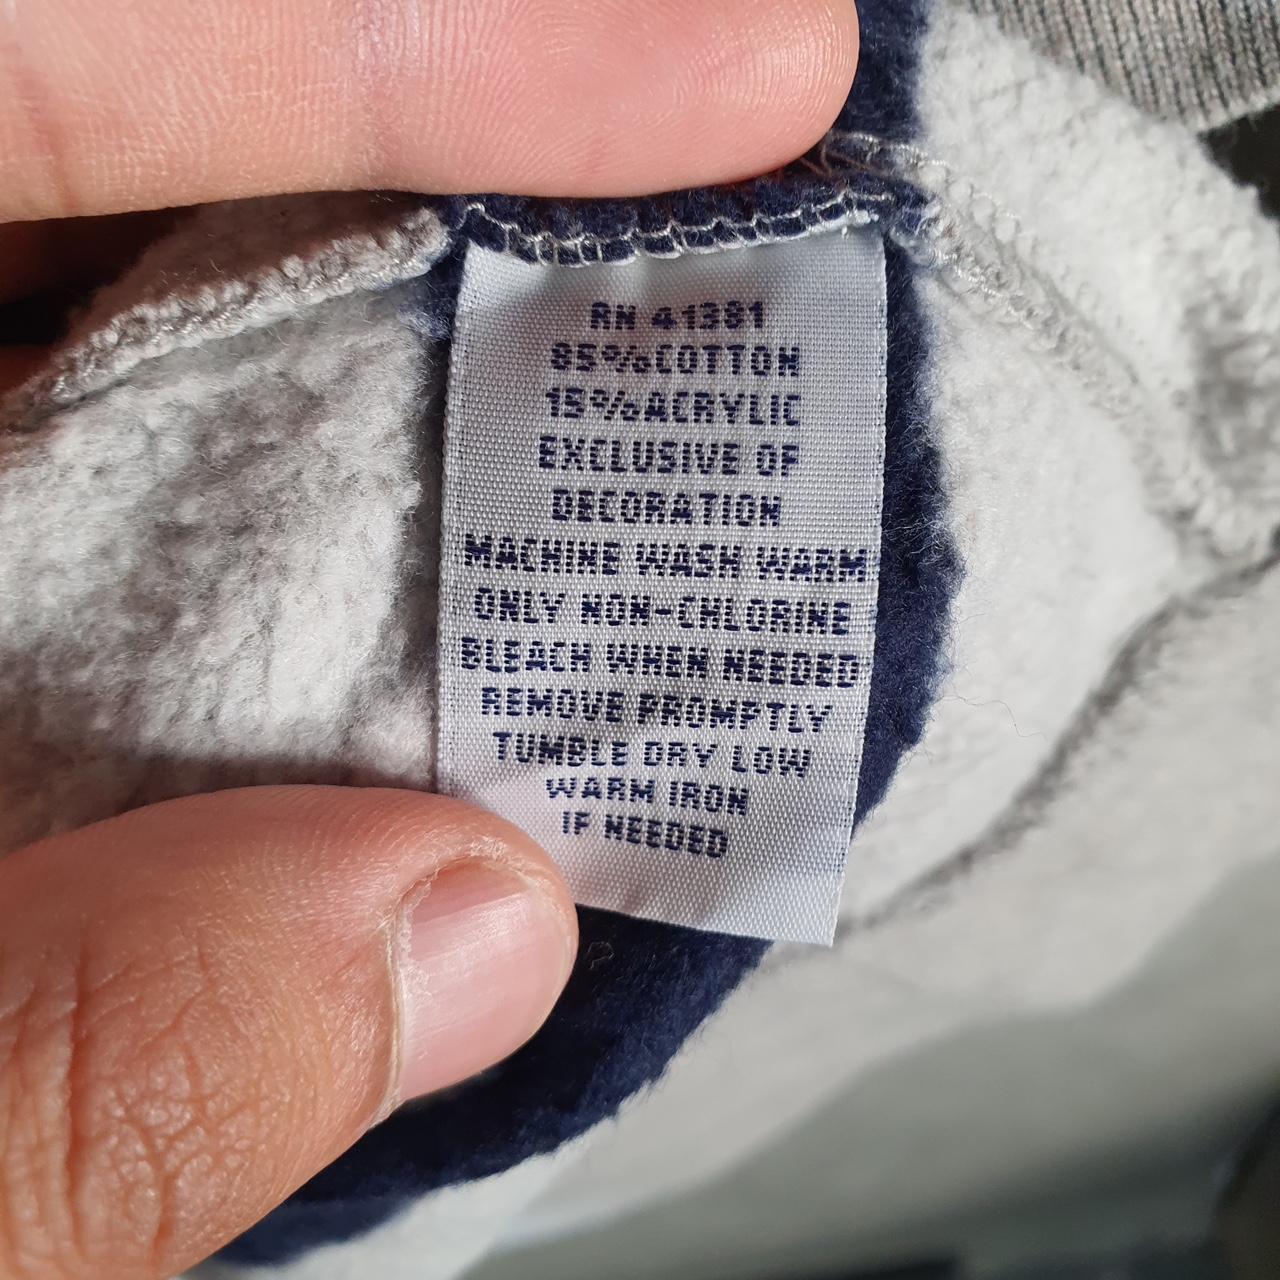 RN 41381
85%COTTON
15%ACRYLIC
EXCLUSIVE OF
DECORATION
MACHINE WASH WARM
ONLY NON-CHLORINE
BLEACH WHEN NEEDED
REMOVE PROMPTLY
TUMBLE DRY LOW
WARM IRON
IF NEEDED